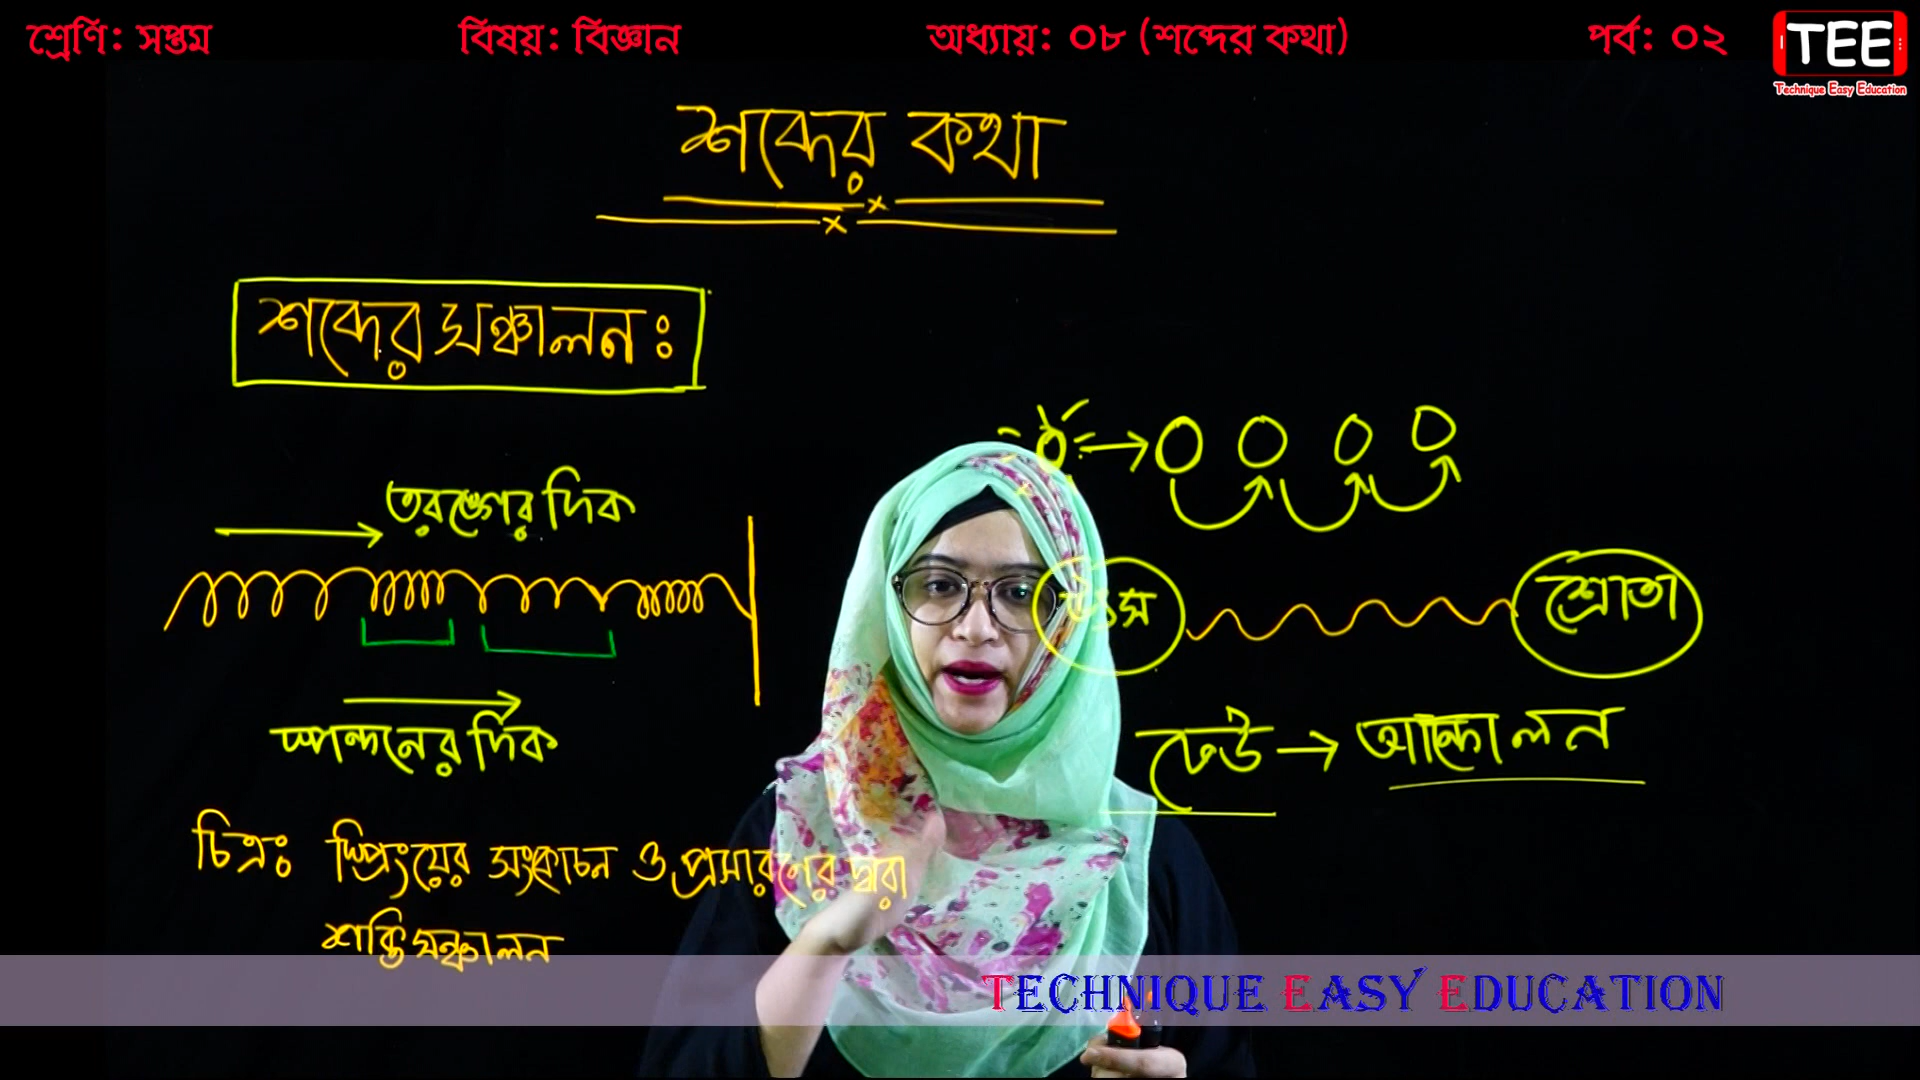 শ্রেণি: সপ্তম বিষয়: বিজ্ঞান অধ্যায়: ০৮ (শব্দের কথা) পর্ব: ০২
TEE
Technique Easy Education
শব্দের কথা
শব্দের সঞ্চালন ঃ
তরঙ্গের দিক
উৎস শ্রোতা
স্পন্দনের দিক
ঢেউ → আন্দোলন
চিত্রঃ স্প্রিংয়ের সংকোচন ও প্রসারণের দ্বারা
শক্তি সঞ্চালন
TECHNIQUE EASY EDUCATION